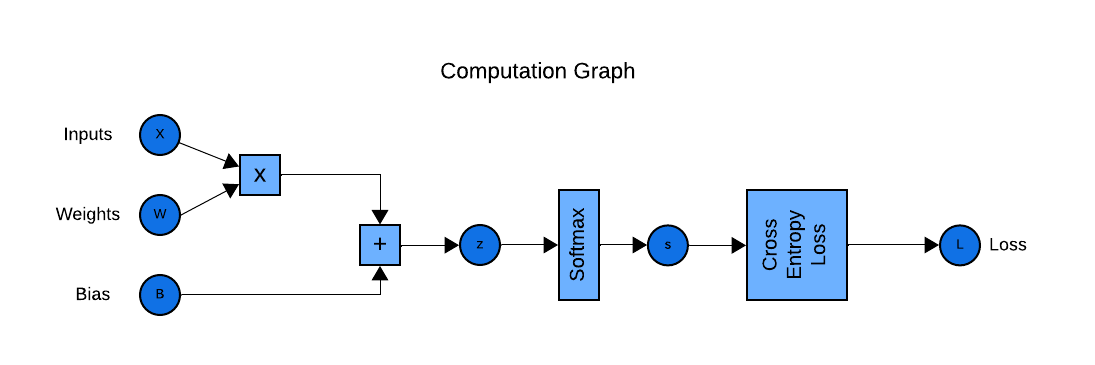 Computation Graph
Inputs
X
X
Weights
W
+
z
Softmax
s
Cross
Entropy
Loss
L
Loss
Bias
B